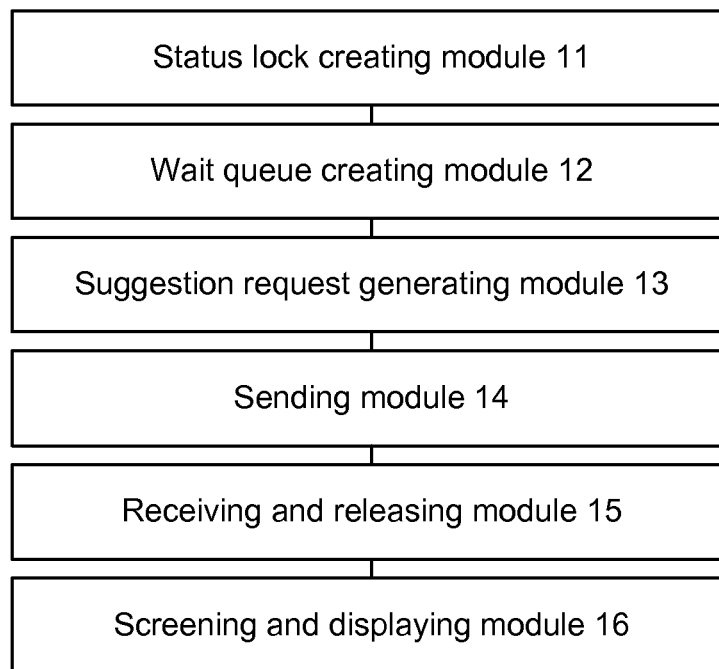 Status lock creating module 11
Wait queue creating module 12
Suggestion request generating module 13
Sending module 14
Receiving and releasing module 15
Screening and displaying module 16